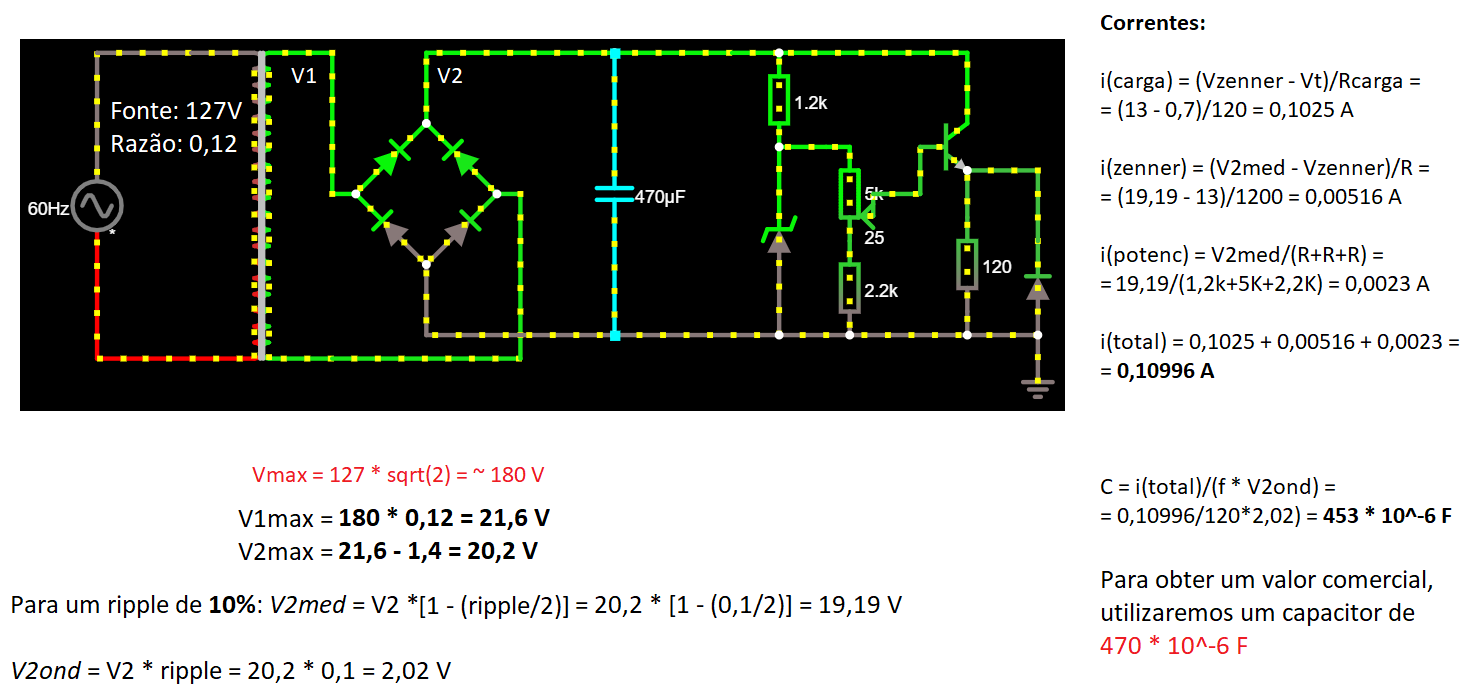 Correntes:
V1
V2
Fonte: 127V
Razão: 0,12
1.2k
60Hz
*
470µF
5k
25
2.2k
120
i(carga) = (Vzenner - Vt)/Rcarga =
= (13 - 0,7)/120 = 0,1025 A
i(zenner) = (V2med - Vzenner)/R =
= (19,19 - 13)/1200 = 0,00516 A
i(potenc) = V2med/(R+R+R) =
= 19,19/(1,2k+5K+2,2K) = 0,0023 A
i(total) = 0,1025 + 0,00516 + 0,0023 =
= 0,10996 A
Vmax = 127 * sqrt(2) = ~ 180 V
V1max = 180 * 0,12 = 21,6 V
V2max = 21,6 - 1,4 = 20,2 V
Para um ripple de 10%: V2med = V2 *[1 - (ripple/2)] = 20,2 * [1 - (0,1/2)] = 19,19 V
V2ond = V2 * ripple = 20,2 * 0,1 = 2,02 V
C = i(total)/(f * V2ond) =
= 0,10996/120*2,02) = 453 * 10^-6 F
Para obter um valor comercial,
utilizaremos um capacitor de
470 * 10^-6 F